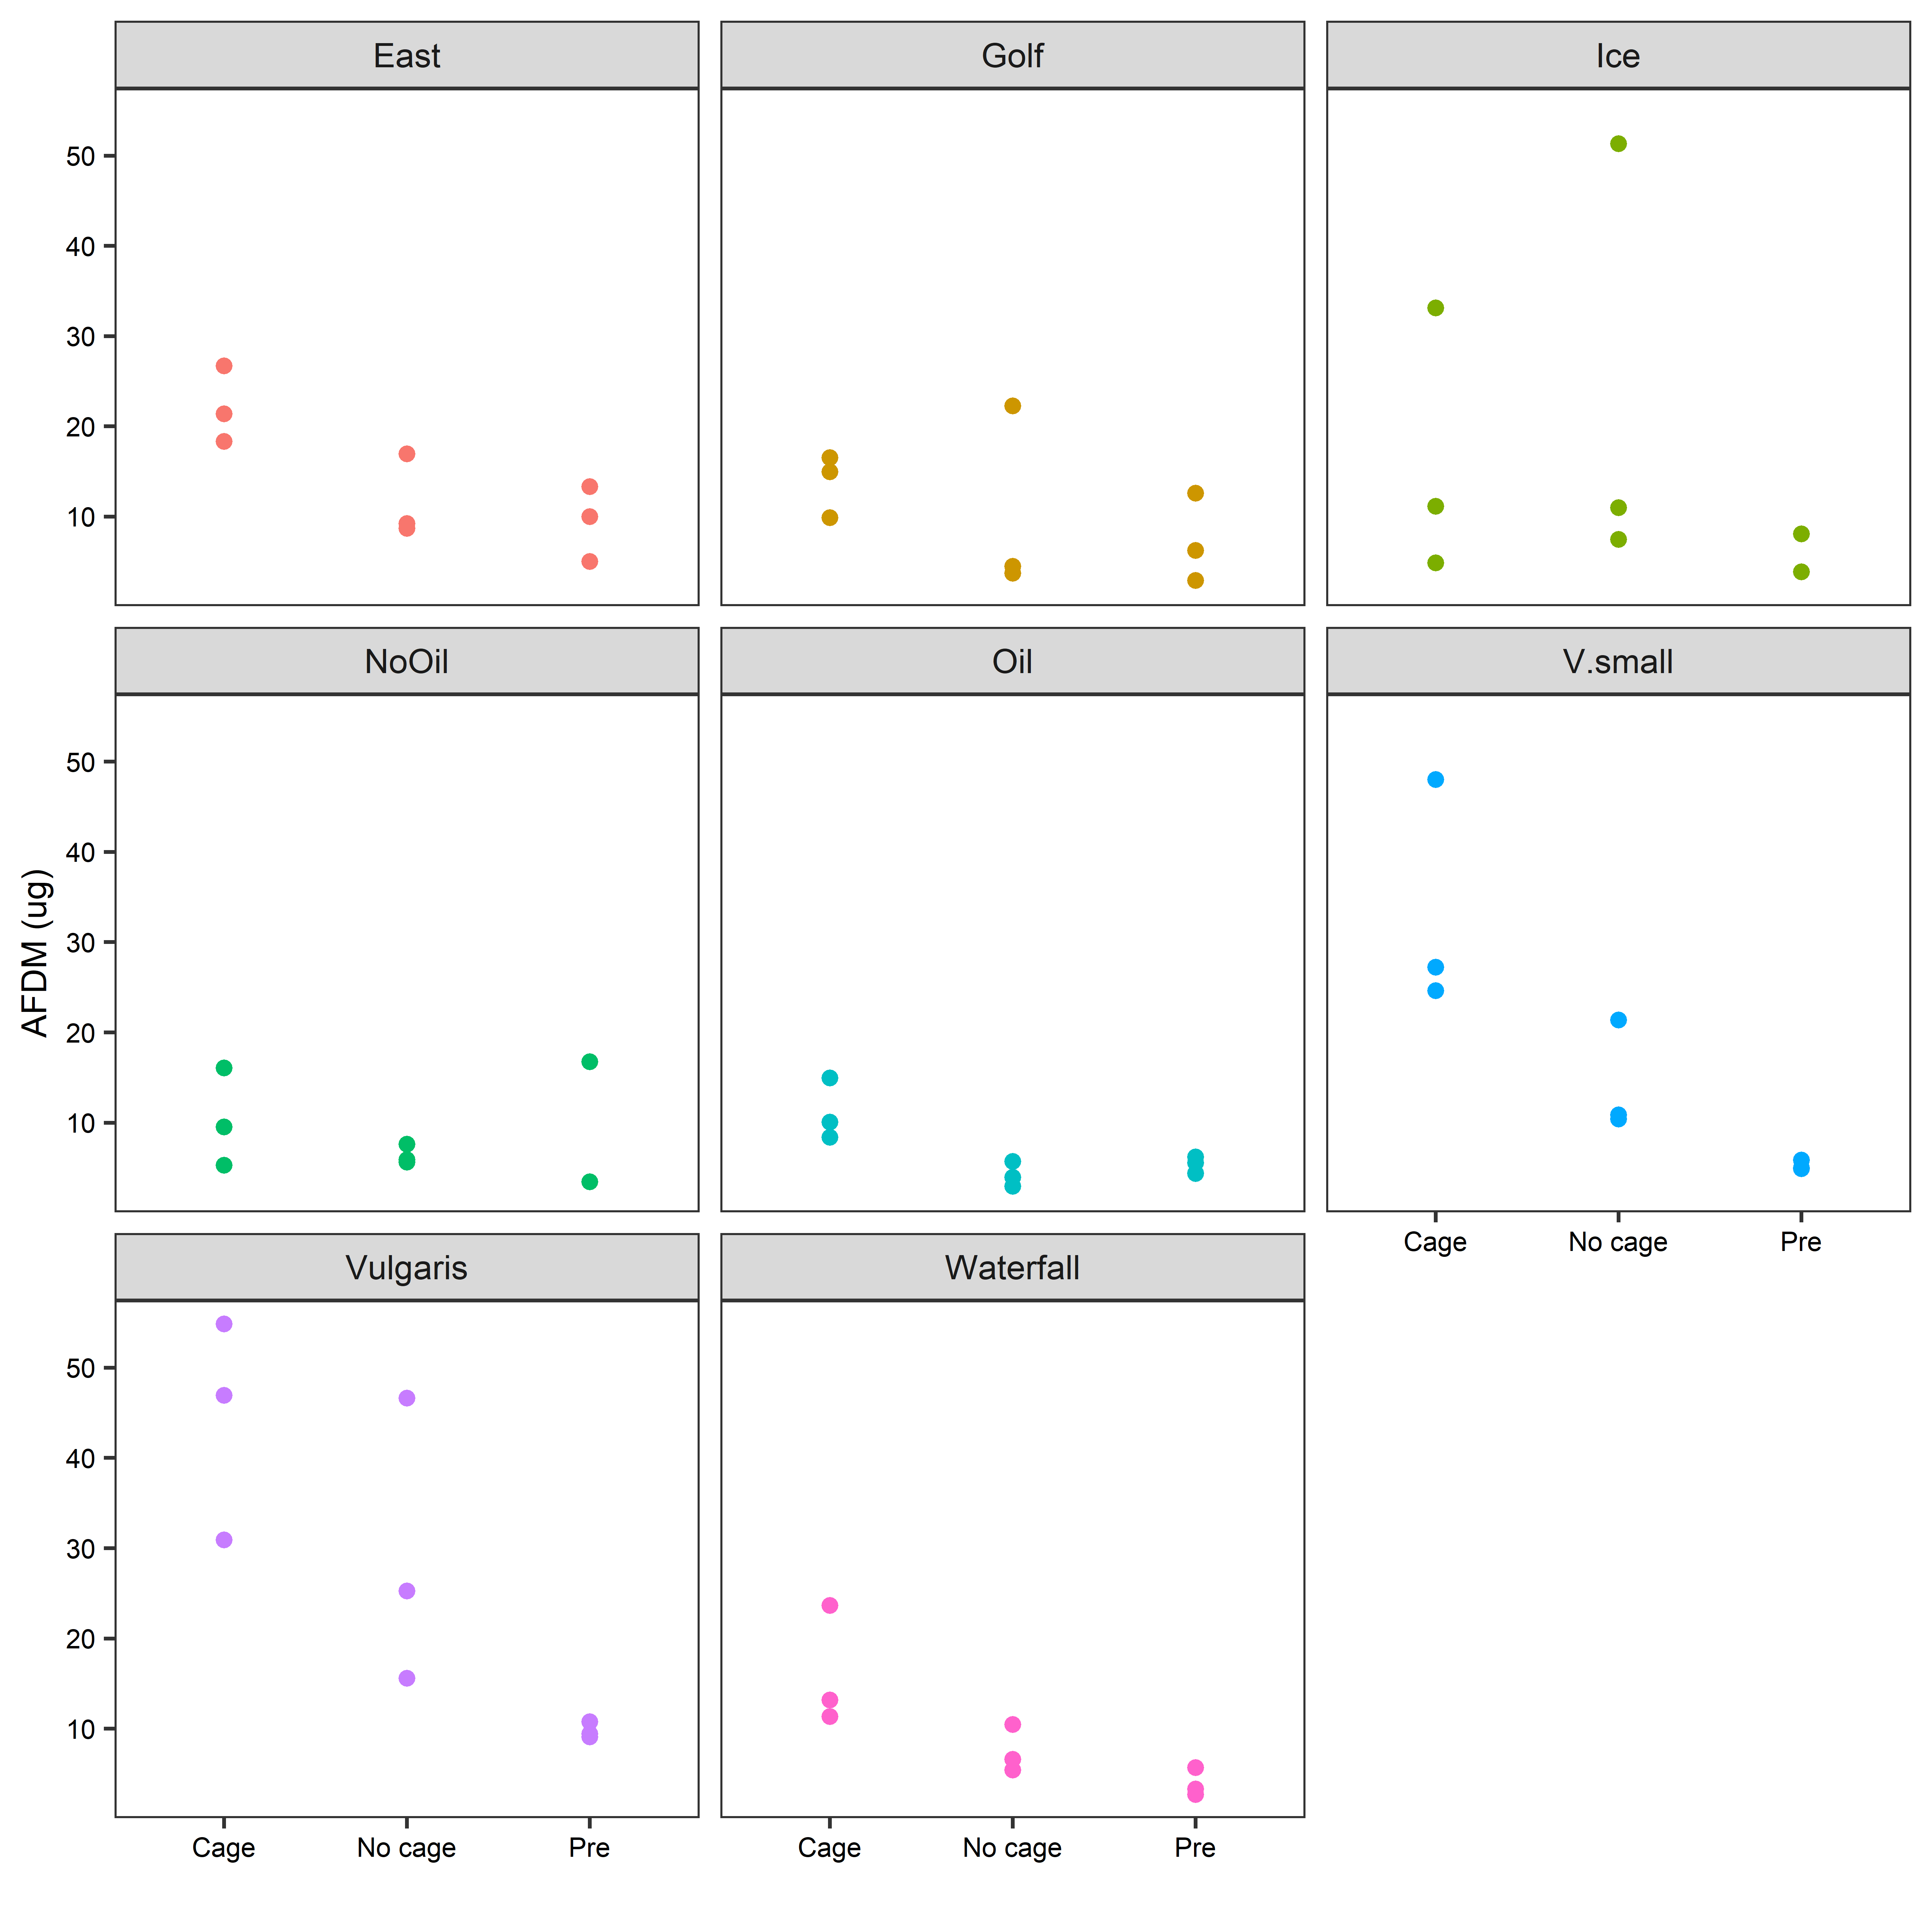 East
Golf
Ice
50
40
30
20
10
NoOil
Oil
V.small
AFDM (ug)
50
40
30
20
10
Cage No cage Pre
Vulgaris
Waterfall
50
40
30
20
10
Cage No cage Pre
Cage No cage Pre